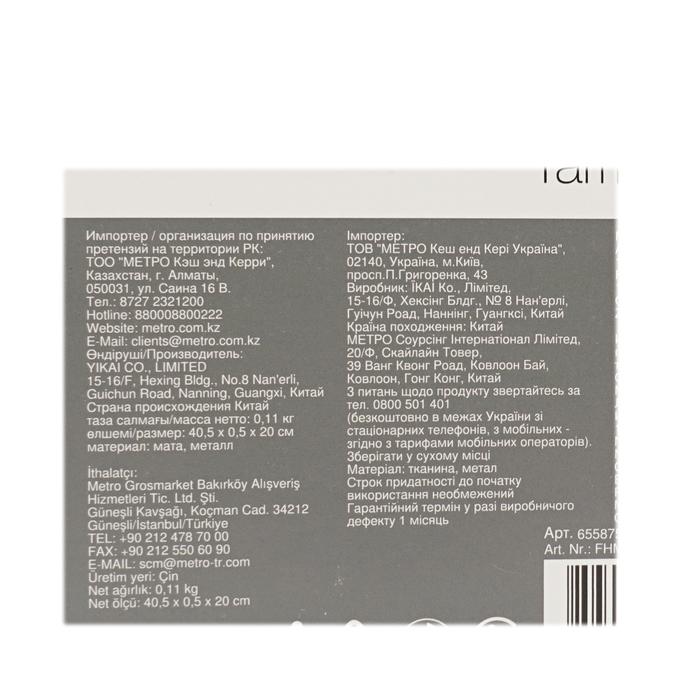 Импортер / организация по принятию
претензий на территории РК:
ТОО "МЕТРО Кэш энд Керри",
Казахстан, г. Алматы,
050031, ул. Саина 16 В.
Тел.: 8727 2321200
Hotline: 880008800222
Website: metro.com.kz
E-Mail: clients@metro.com.kz
Өндіруші/Производитель:
YIKAI CO., LIMITED
15-16/F, Hexing Bldg., No.8 Nan'erli,
Guichun Road, Nanning, Guangxi, Китай
Страна происхождения Китай
таза салмағы/масса нетто: 0,11 кг
өлшемі/размер: 40,5 x 0,5 x 20 см
материал: мата, металл
İthalatçı:
Metro Grosmarket Bakırköy Alışveriş
Hizmetleri Tic. Ltd. Şti.
Güneşli Kavşağı, Koçman Cad. 34212
Güneşli/İstanbul/Türkiye
TEL: +90 212 478 70 00
FAX: +90 212 550 60 90
E-MAIL: scm@metro-tr.com
Üretim yeri: Çin
Net ağırlık: 0,11 kg
Net ölçü: 40,5 x 0,5 x 20 cm
Імпортер:
ТОВ "МЕТРО Кеш енд Кері Україна",
02140, Україна, м.Київ,
просп.П.Григоренка, 43
Виробник: ЇКАІ Ко., Лімітед,
15-16/Ф, Хексінг Блдг., № 8 Нан'ерлі,
Гуічун Роад, Наннінг, Гуангксі, Китай
Країна походження: Китай
МЕТРО Соурсінг Інтернаціонал Лімітед,
20/Ф, Скайлайн Товер,
39 Ванг Квонг Роад, Ковлоон Бай,
Ковлоон, Гонг Конг, Китай
З питань щодо продукту звертайтесь за
тел. 0800 501 401
(безкоштовно в межах України зі
стаціонарних телефонів, з мобільних -
згідно з тарифами мобільних операторів).
Зберігати у сухому місці
Матеріал: тканина, метал
Строк придатності до початку
використання необмежений
Гарантійний термін у разі виробничого
дефекту 1 місяць
Арт.
Art. Nr.: